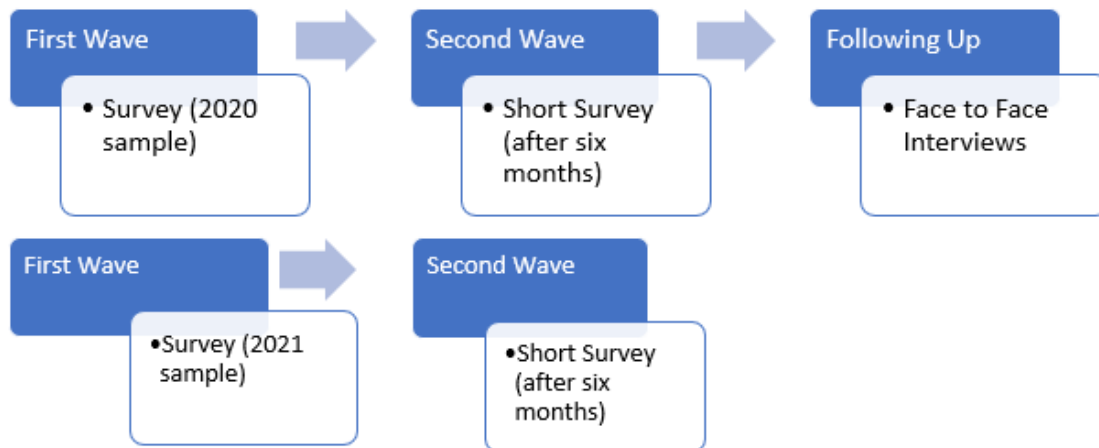 First Wave
• Survey (2020
sample)
Second Wave
• Short Survey
(after six
months)
Following Up
• Face to Face
Interviews
First Wave
•Survey (2021
sample)
Second Wave
•Short Survey
(after six
months)